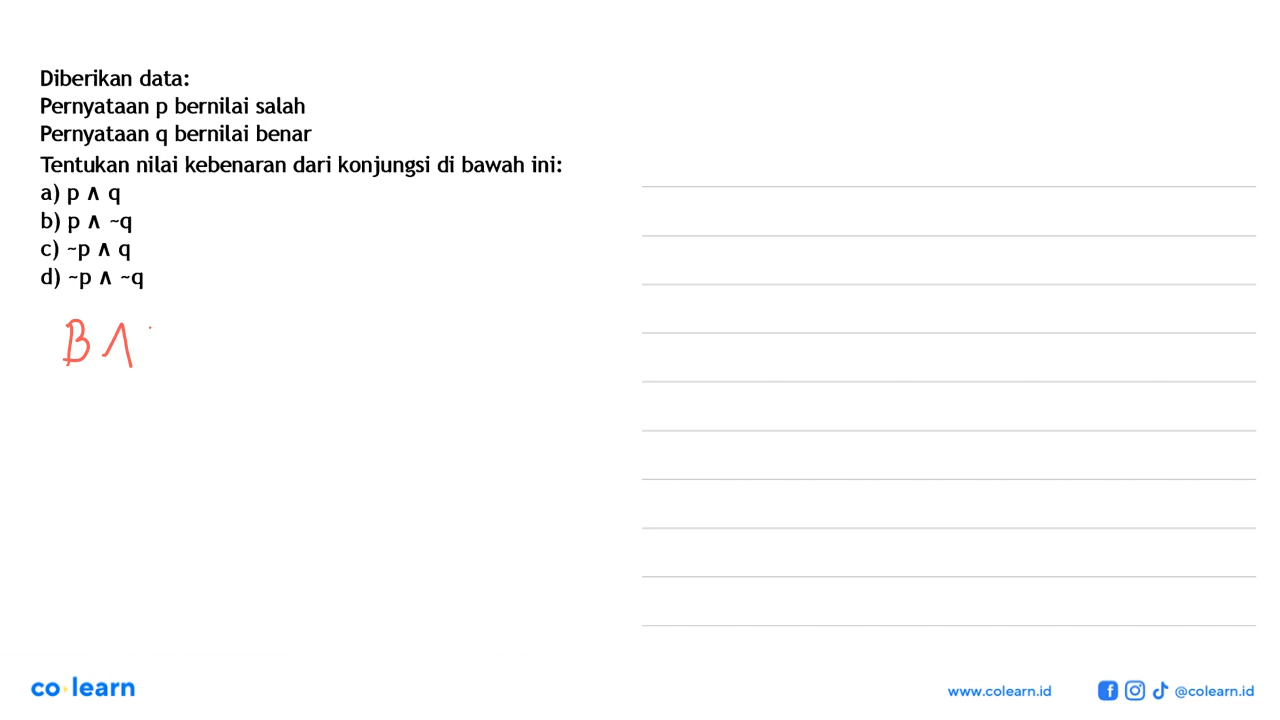 Diberikan data:
Pernyataan p bernilai salah
Pernyataan q bernilai benar
Tentukan nilai kebenaran dari konjungsi di bawah ini:
a) p ∧ q
b) p ∧ ~q
c) ~p ∧ q
d) ~p ∧ ~q
B ∧
co learn
www.colearn.id
@colearn.id